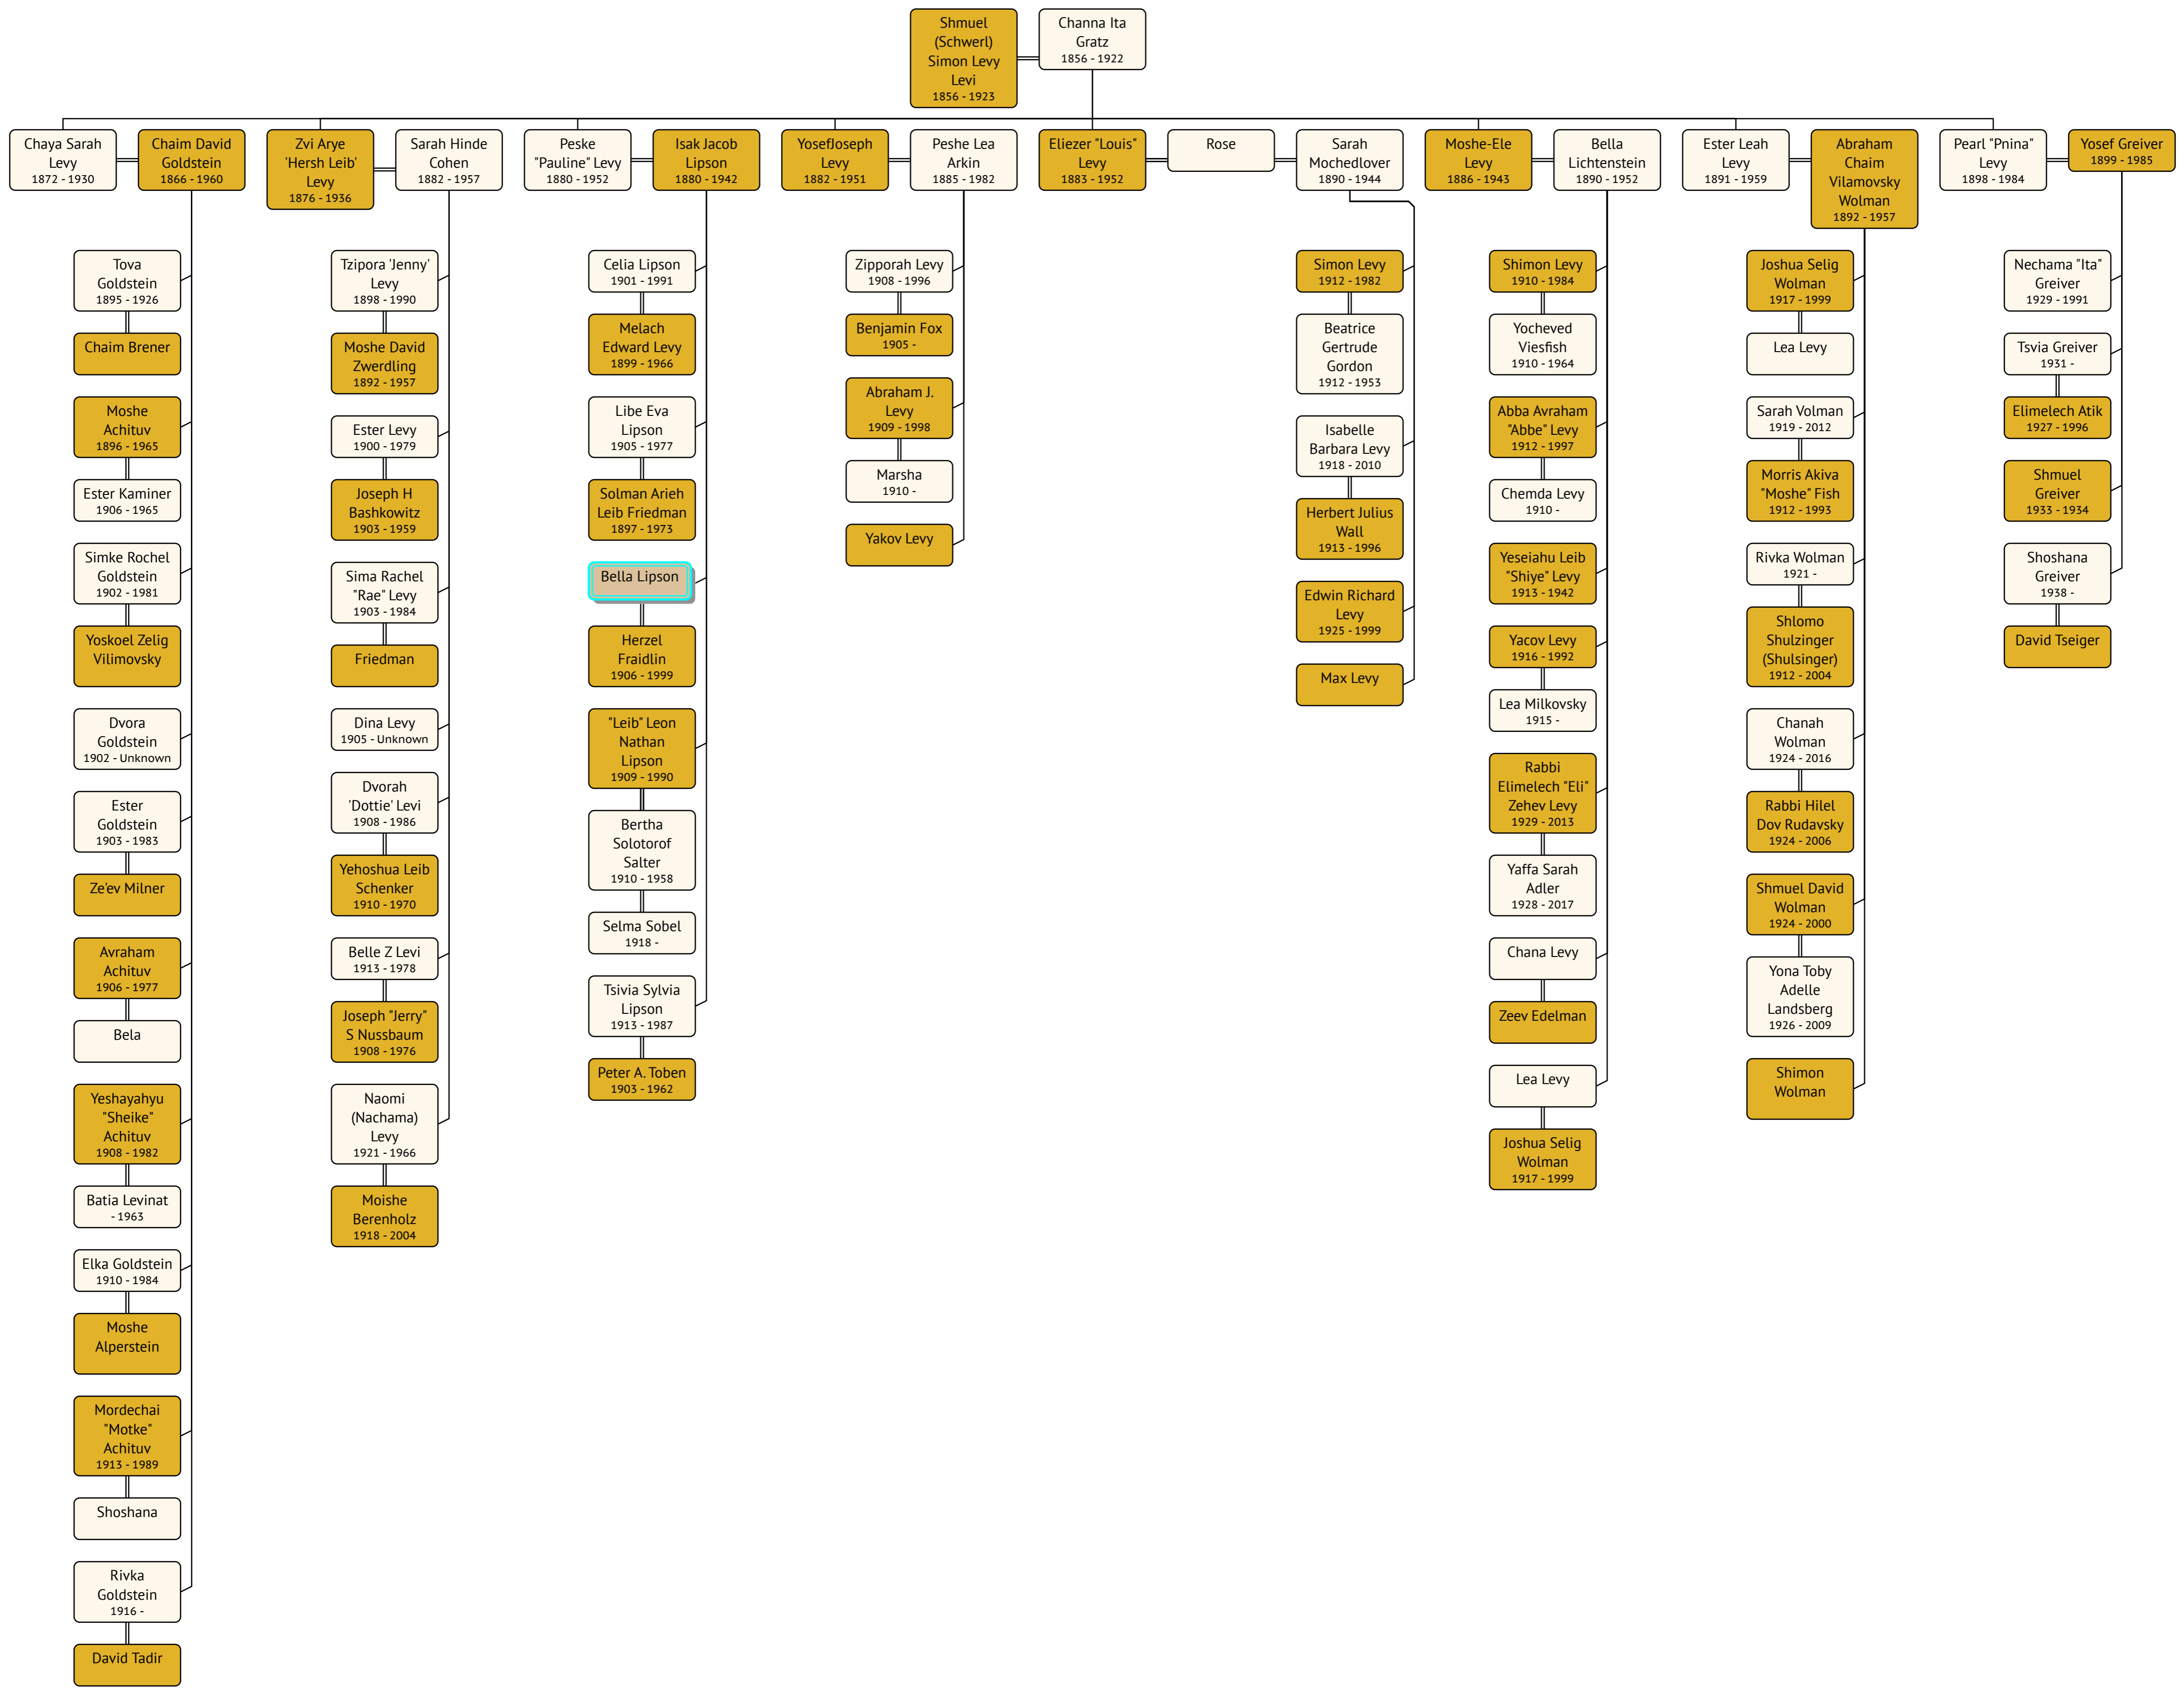 Shmuel
(Schwerl)
Simon Levy
Levi
1856 - 1923
Channa Ita
Gratz
1856 - 1922
Chaya Sarah
Levy
1872 - 1930
Chaim David
Goldstein
1866 - 1960
Zvi Arye
'Hersh Leib'
Levy
1876 - 1936
Sarah Hinde
Cohen
1882 - 1957
Peske
"Pauline" Levy
1880 - 1952
Isak Jacob
Lipson
1880 - 1942
YosefJoseph
Levy
1882 - 1951
Peshe Lea
Arkin
1885 - 1982
Eliezer "Louis"
Levy
1883 - 1952
Rose
Sarah
Mochedlover
1890 - 1944
Moshe-Ele
Levy
1886 - 1943
Bella
Lichtenstein
1890 - 1952
Ester Leah
Levy
1891 - 1959
Abraham
Chaim
Vilamovsky
Wolman
1892 - 1957
Pearl "Pnina"
Levy
1898 - 1984
Yosef Greiver
1899 - 1985
Tova
Goldstein
1895 - 1926
Chaim Brener
Moshe
Achituv
1896 - 1965
Ester Kaminer
1906 - 1965
Simke Rochel
Goldstein
1902 - 1981
Yoskoel Zelig
Vilimovsky
Dvora
Goldstein
1902 - Unknown
Ester
Goldstein
1903 - 1983
Ze'ev Milner
Avraham
Achituv
1906 - 1977
Bela
Yeshayahyu
"Sheike"
Achituv
1908 - 1982
Batia Levinat
- 1963
Elka Goldstein
1910 - 1984
Moshe
Alperstein
Mordechai
"Motke"
Achituv
1913 - 1989
Shoshana
Rivka
Goldstein
1916 -
David Tadir
Tzipora 'Jenny'
Levy
1898 - 1990
Moshe David
Zwerdling
1892 - 1957
Ester Levy
1900 - 1979
Joseph H
Bashkowitz
1903 - 1959
Sima Rachel
"Rae" Levy
1903 - 1984
Friedman
Dina Levy
1905 - Unknown
Dvorah
'Dottie' Levi
1908 - 1986
Yehoshua Leib
Schenker
1910 - 1970
Belle Z Levi
1913 - 1978
Joseph "Jerry"
S Nussbaum
1908 - 1976
Naomi
(Nachama)
Levy
1921 - 1966
Moishe
Berenholz
1918 - 2004
Celia Lipson
1901 - 1991
Melach
Edward Levy
1899 - 1966
Libe Eva
Lipson
1905 - 1977
Solman Arieh
Leib Friedman
1897 - 1973
Bella Lipson
Herzel
Fraidlin
1906 - 1999
"Leib" Leon
Nathan
Lipson
1909 - 1990
Bertha
Solotorof
Salter
1910 - 1958
Selma Sobel
1918 -
Tsivia Sylvia
Lipson
1913 - 1987
Peter A. Toben
1903 - 1962
Zipporah Levy
1908 - 1996
Benjamin Fox
1905 -
Abraham J.
Levy
1909 - 1998
Marsha
1910 -
Yakov Levy
Simon Levy
1912 - 1982
Beatrice
Gertrude
Gordon
1912 - 1953
Isabelle
Barbara Levy
1918 - 2010
Herbert Julius
Wall
1913 - 1996
Edwin Richard
Levy
1925 - 1999
Max Levy
Shimon Levy
1910 - 1984
Yocheved
Viesfish
1910 - 1964
Abba Avraham
"Abbe" Levy
1912 - 1997
Chemda Levy
1910 -
Yeseiahu Leib
"Shiye" Levy
1913 - 1942
Yacov Levy
1916 - 1992
Lea Milkovsky
1915 -
Rabbi
Elimelech "Eli"
Zehev Levy
1929 - 2013
Yaffa Sarah
Adler
1928 - 2017
Chana Levy
Zeev Edelman
Lea Levy
Joshua Selig
Wolman
1917 - 1999
Joshua Selig
Wolman
1917 - 1999
Lea Levy
Sarah Volman
1919 - 2012
Morris Akiva
"Moshe" Fish
1912 - 1993
Rivka Wolman
1921 -
Shlomo
Shulzinger
(Shulsinger)
1912 - 2004
Chanah
Wolman
1924 - 2016
Rabbi Hilel
Dov Rudavsky
1924 - 2006
Shmuel David
Wolman
1924 - 2000
Yona Toby
Adelle
Landsberg
1926 - 2009
Shimon
Wolman
Nechama "Ita"
Greiver
1929 - 1991
Tsvia Greiver
1931 -
Elimelech Atik
1927 - 1996
Shmuel
Greiver
1933 - 1934
Shoshana
Greiver
1938 -
David Tseiger